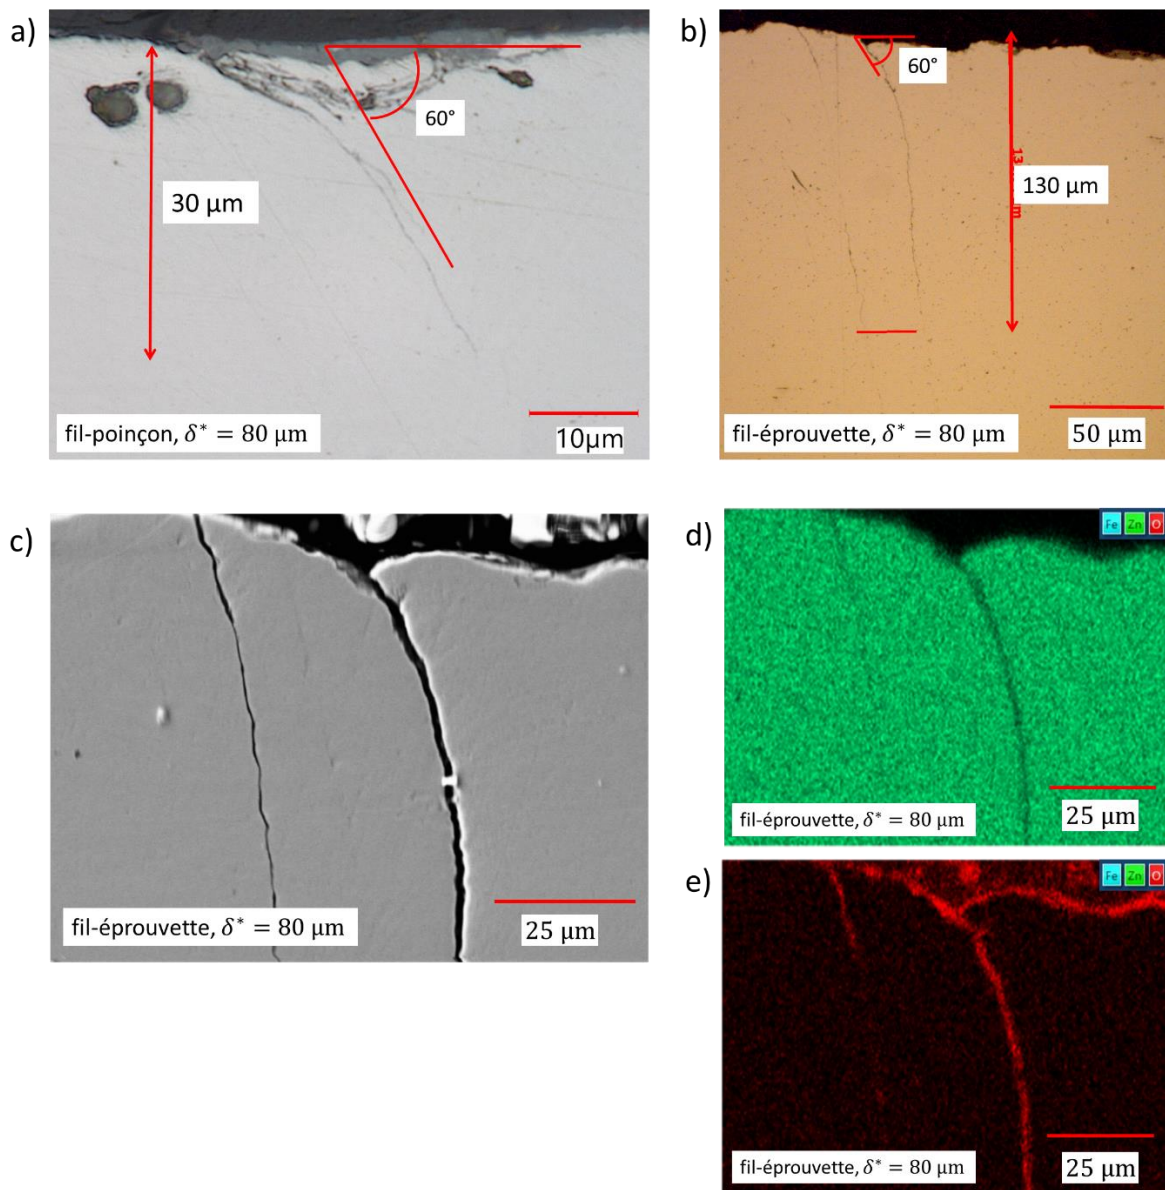 a)
60°
30 µm
fil-poinçon, δ* = 80 µm
10µm
b)
60°
130 µm
fil-éprouvette, δ* = 80 µm
50 µm
c)
fil-éprouvette, δ* = 80 µm
25 µm
d)
Fe Zn O
fil-éprouvette, δ* = 80 µm
25 µm
e)
Fe Zn O
fil-éprouvette, δ* = 80 µm
25 µm